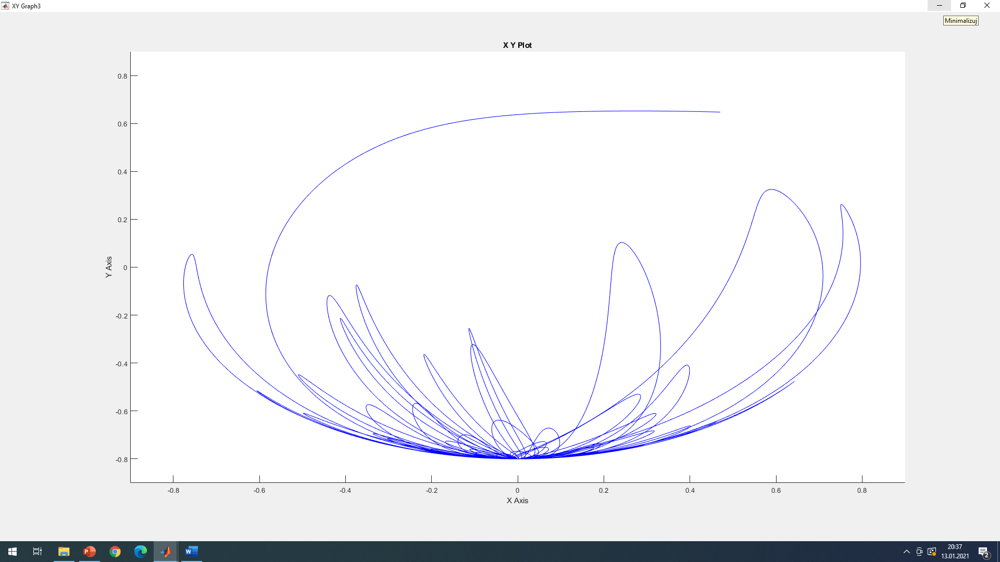 XY Graph3
Minimalizuj
X Y Plot
0.8
0.6
0.4
0.2
0
-0.2
-0.4
-0.6
-0.8
Y Axis
-0.8 -0.6 -0.4 -0.2 0 0.2 0.4 0.6 0.8
X Axis
P
W
20:37
13.01.2021
2